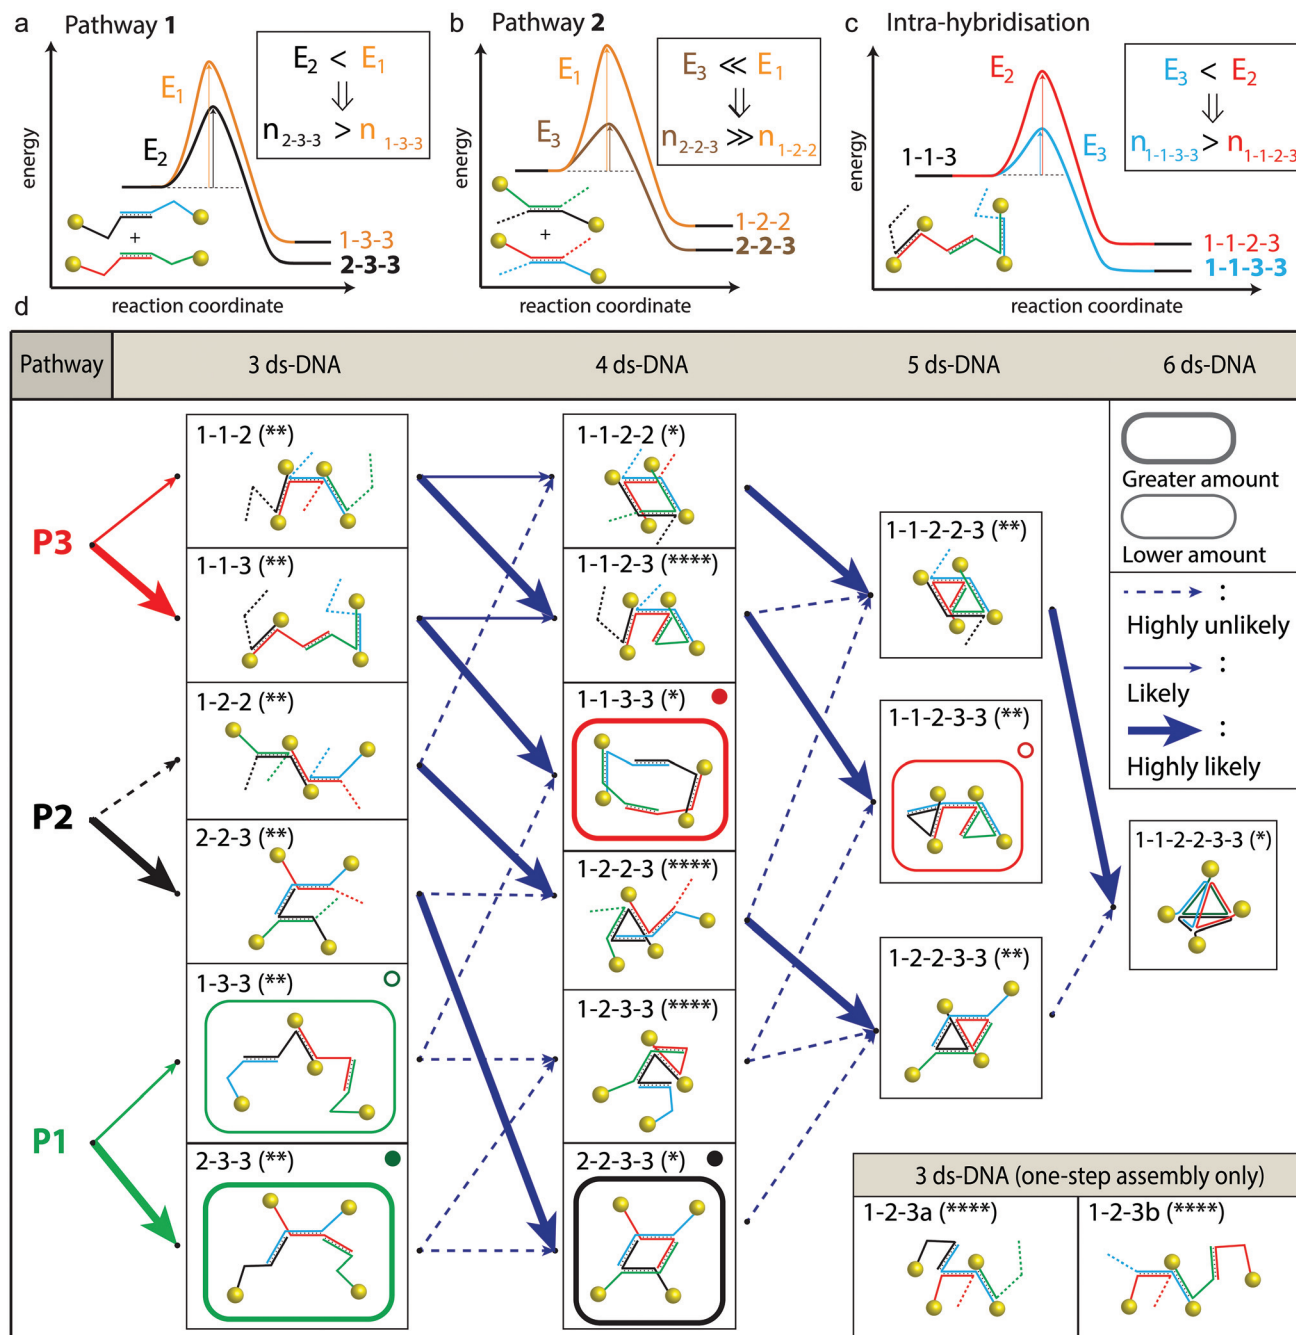 a Pathway 1
energy
E1
E2
E2 < E1
⇓
n2-3-3 > n 1-3-3
+
1-3-3
2-3-3
reaction coordinate
b Pathway 2
energy
E1
E3
E3 ≪ E1
⇓
n2-2-3 ≫ n1-2-2
+
1-2-2
2-2-3
reaction coordinate
c Intra-hybridisation
energy
1-1-3
E2
E3
E3 < E2
⇓
n1-1-3-3 > n1-1-2-3
1-1-2-3
1-1-3-3
reaction coordinate
d
Pathway 3 ds-DNA 4 ds-DNA 5 ds-DNA 6 ds-DNA
P3
P2
P1
1-1-2 (**)
1-1-3 (**)
1-2-2 (**)
2-2-3 (**)
1-3-3 (**)
2-3-3 (**)
1-1-2-2 (*)
1-1-2-3 (****)
1-1-3-3 (*)
1-2-2-3 (****)
1-2-3-3 (****)
2-2-3-3 (*)
1-1-2-2-3 (**)
1-1-2-3-3 (**)
1-2-2-3-3 (**)
Greater amount
Lower amount
:
Highly unlikely
:
Likely
:
Highly likely
1-1-2-2-3-3 (*)
3 ds-DNA (one-step assembly only)
1-2-3a (****)
1-2-3b (****)